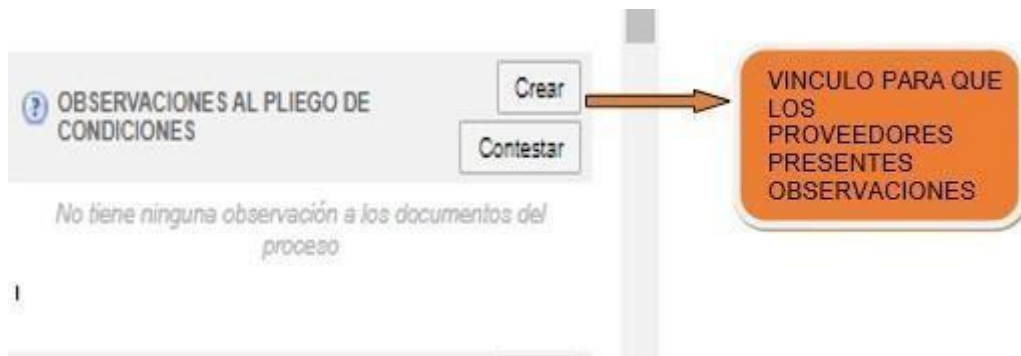 OBSERVACIONES AL PLIEGO DE
CONDICIONES
Crear
Contestar
No tiene ninguna observación a los documentos del
proceso
VINCULO PARA QUE
LOS
PROVEEDORES
PRESENTES
OBSERVACIONES